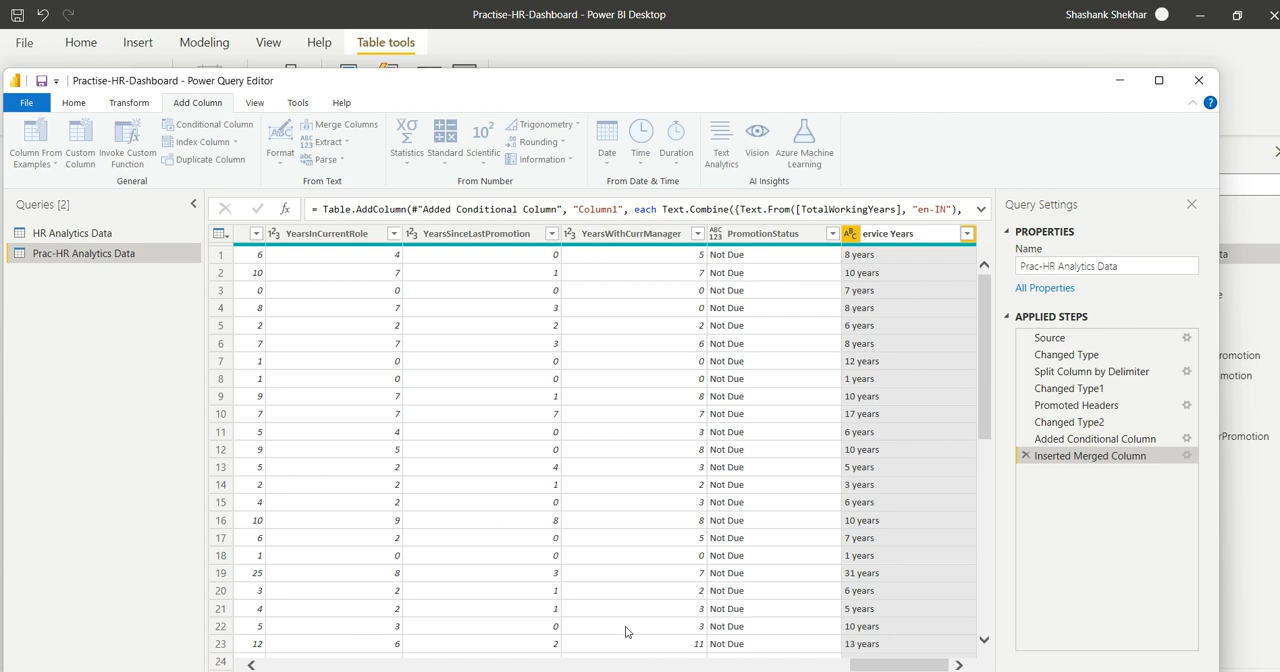 Practise-HR-Dashboard - Power BI Desktop
Shashank Shekhar
File Home Insert Modeling View Help Table tools
Practise-HR-Dashboard - Power Query Editor
File Home Transform Add Column View Tools Help
Column From Examples
Custom Column
Invoke Custom Function
Conditional Column
Index Column
Duplicate Column
General
Format
Merge Columns
ABC 123 Extract
abc Parse
From Text
XO Σ
Statistics
Standard
10²
Scientific
Trigonometry
.00 Rounding
Information
From Number
Date
Time
Duration
From Date & Time
Text Analytics
Vision
Azure Machine Learning
AI Insights
Queries [2]
HR Analytics Data
Prac-HR Analytics Data
fx
= Table.AddColumn(#"Added Conditional Column", "Column1", each Text.Combine({Text.From([TotalWorkingYears], "en-IN"),
1²3 YearsInCurrentRole 1²3 YearsSinceLastPromotion 1²3 YearsWithCurrManager ABC 123 PromotionStatus ABC ervice Years
1 6 4 0 5 Not Due 8 years
2 10 7 1 7 Not Due 10 years
3 0 0 0 0 Not Due 7 years
4 8 7 3 0 Not Due 8 years
5 2 2 2 2 Not Due 6 years
6 7 7 3 6 Not Due 8 years
7 1 0 0 0 Not Due 12 years
8 1 0 0 0 Not Due 1 years
9 9 7 1 8 Not Due 10 years
10 7 7 7 7 Not Due 17 years
11 5 4 0 3 Not Due 6 years
12 9 5 0 8 Not Due 10 years
13 5 2 4 3 Not Due 5 years
14 2 2 1 2 Not Due 3 years
15 4 2 0 3 Not Due 6 years
16 10 9 8 8 Not Due 10 years
17 6 2 0 5 Not Due 7 years
18 1 0 0 0 Not Due 1 years
19 25 8 3 7 Not Due 31 years
20 3 2 1 2 Not Due 6 years
21 4 2 1 3 Not Due 5 years
22 5 3 0 3 Not Due 10 years
23 12 6 2 11 Not Due 13 years
24
Query Settings
PROPERTIES
Name
Prac-HR Analytics Data
All Properties
APPLIED STEPS
Source
Changed Type
Split Column by Delimiter
Changed Type1
Promoted Headers
Changed Type2
Added Conditional Column
Inserted Merged Column
ta
e
omotion
motion
rPromotion